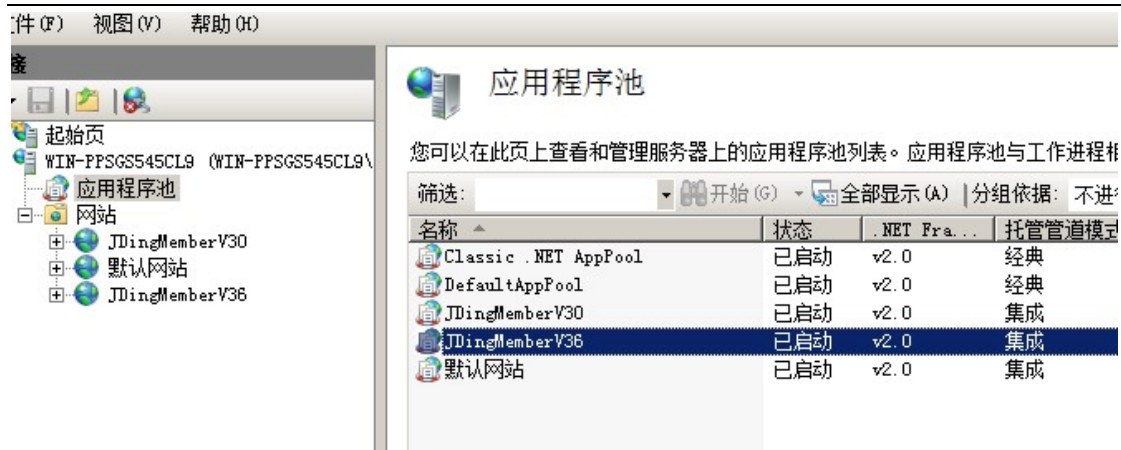 件(F) 视图(V) 帮助(H)
接
起始页
WIN-PPSGS545CL9 (WIN-PPSGS545CL9\
应用程序池
网站
JDingMemberV30
默认网站
JDingMemberV36
应用程序池
您可以在此页上查看和管理服务器上的应用程序池列表。应用程序池与工作进程相
筛选: 开始(G) 全部显示(A) 分组依据: 不进行
名称 状态 .NET Fra... 托管管道模式
Classic .NET AppPool 已启动 v2.0 经典
DefaultAppPool 已启动 v2.0 经典
JDingMemberV30 已启动 v2.0 集成
JDingMemberV36 已启动 v2.0 集成
默认网站 已启动 v2.0 集成